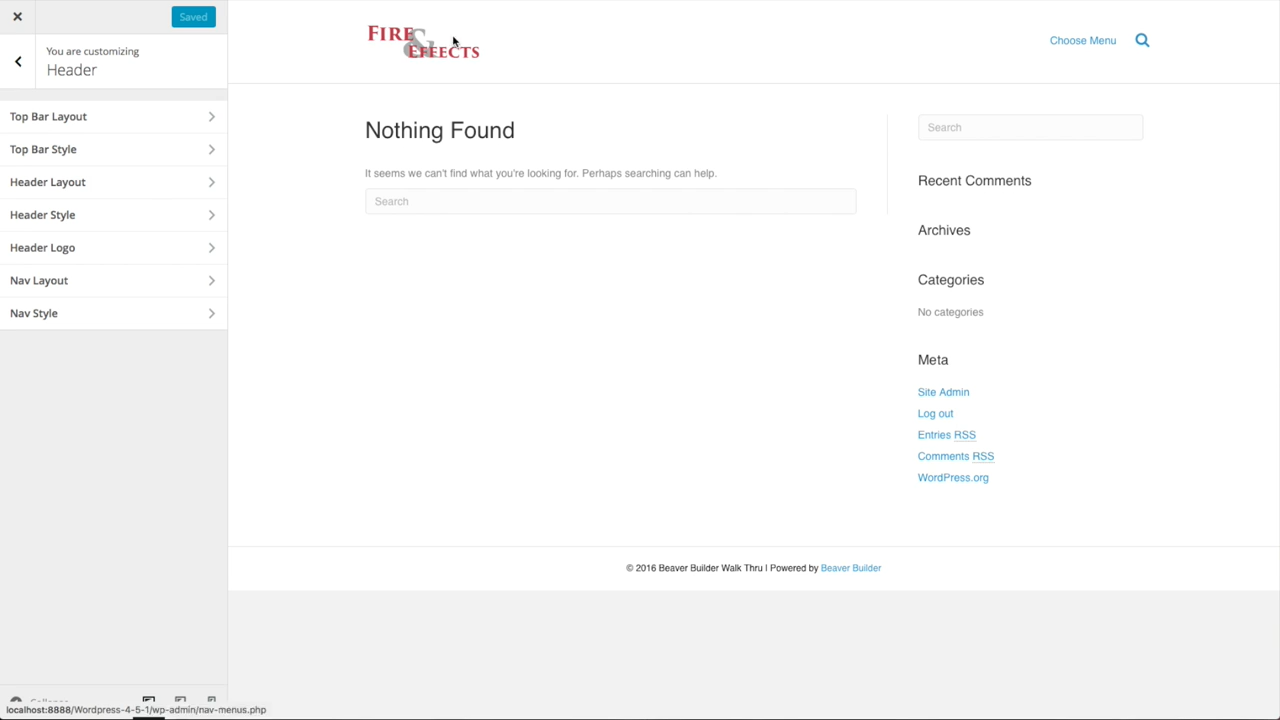 Saved
You are customizing
Header
Top Bar Layout
Top Bar Style
Header Layout
Header Style
Header Logo
Nav Layout
Nav Style
Collapse
localhost:8888/Wordpress-4-5-1/wp-admin/nav-menus.php
FIRE
&
EFFECTS
Choose Menu
Nothing Found
It seems we can't find what you're looking for. Perhaps searching can help.
Search
Search
Recent Comments
Archives
Categories
No categories
Meta
Site Admin
Log out
Entries RSS
Comments RSS
WordPress.org
© 2016 Beaver Builder Walk Thru | Powered by Beaver Builder